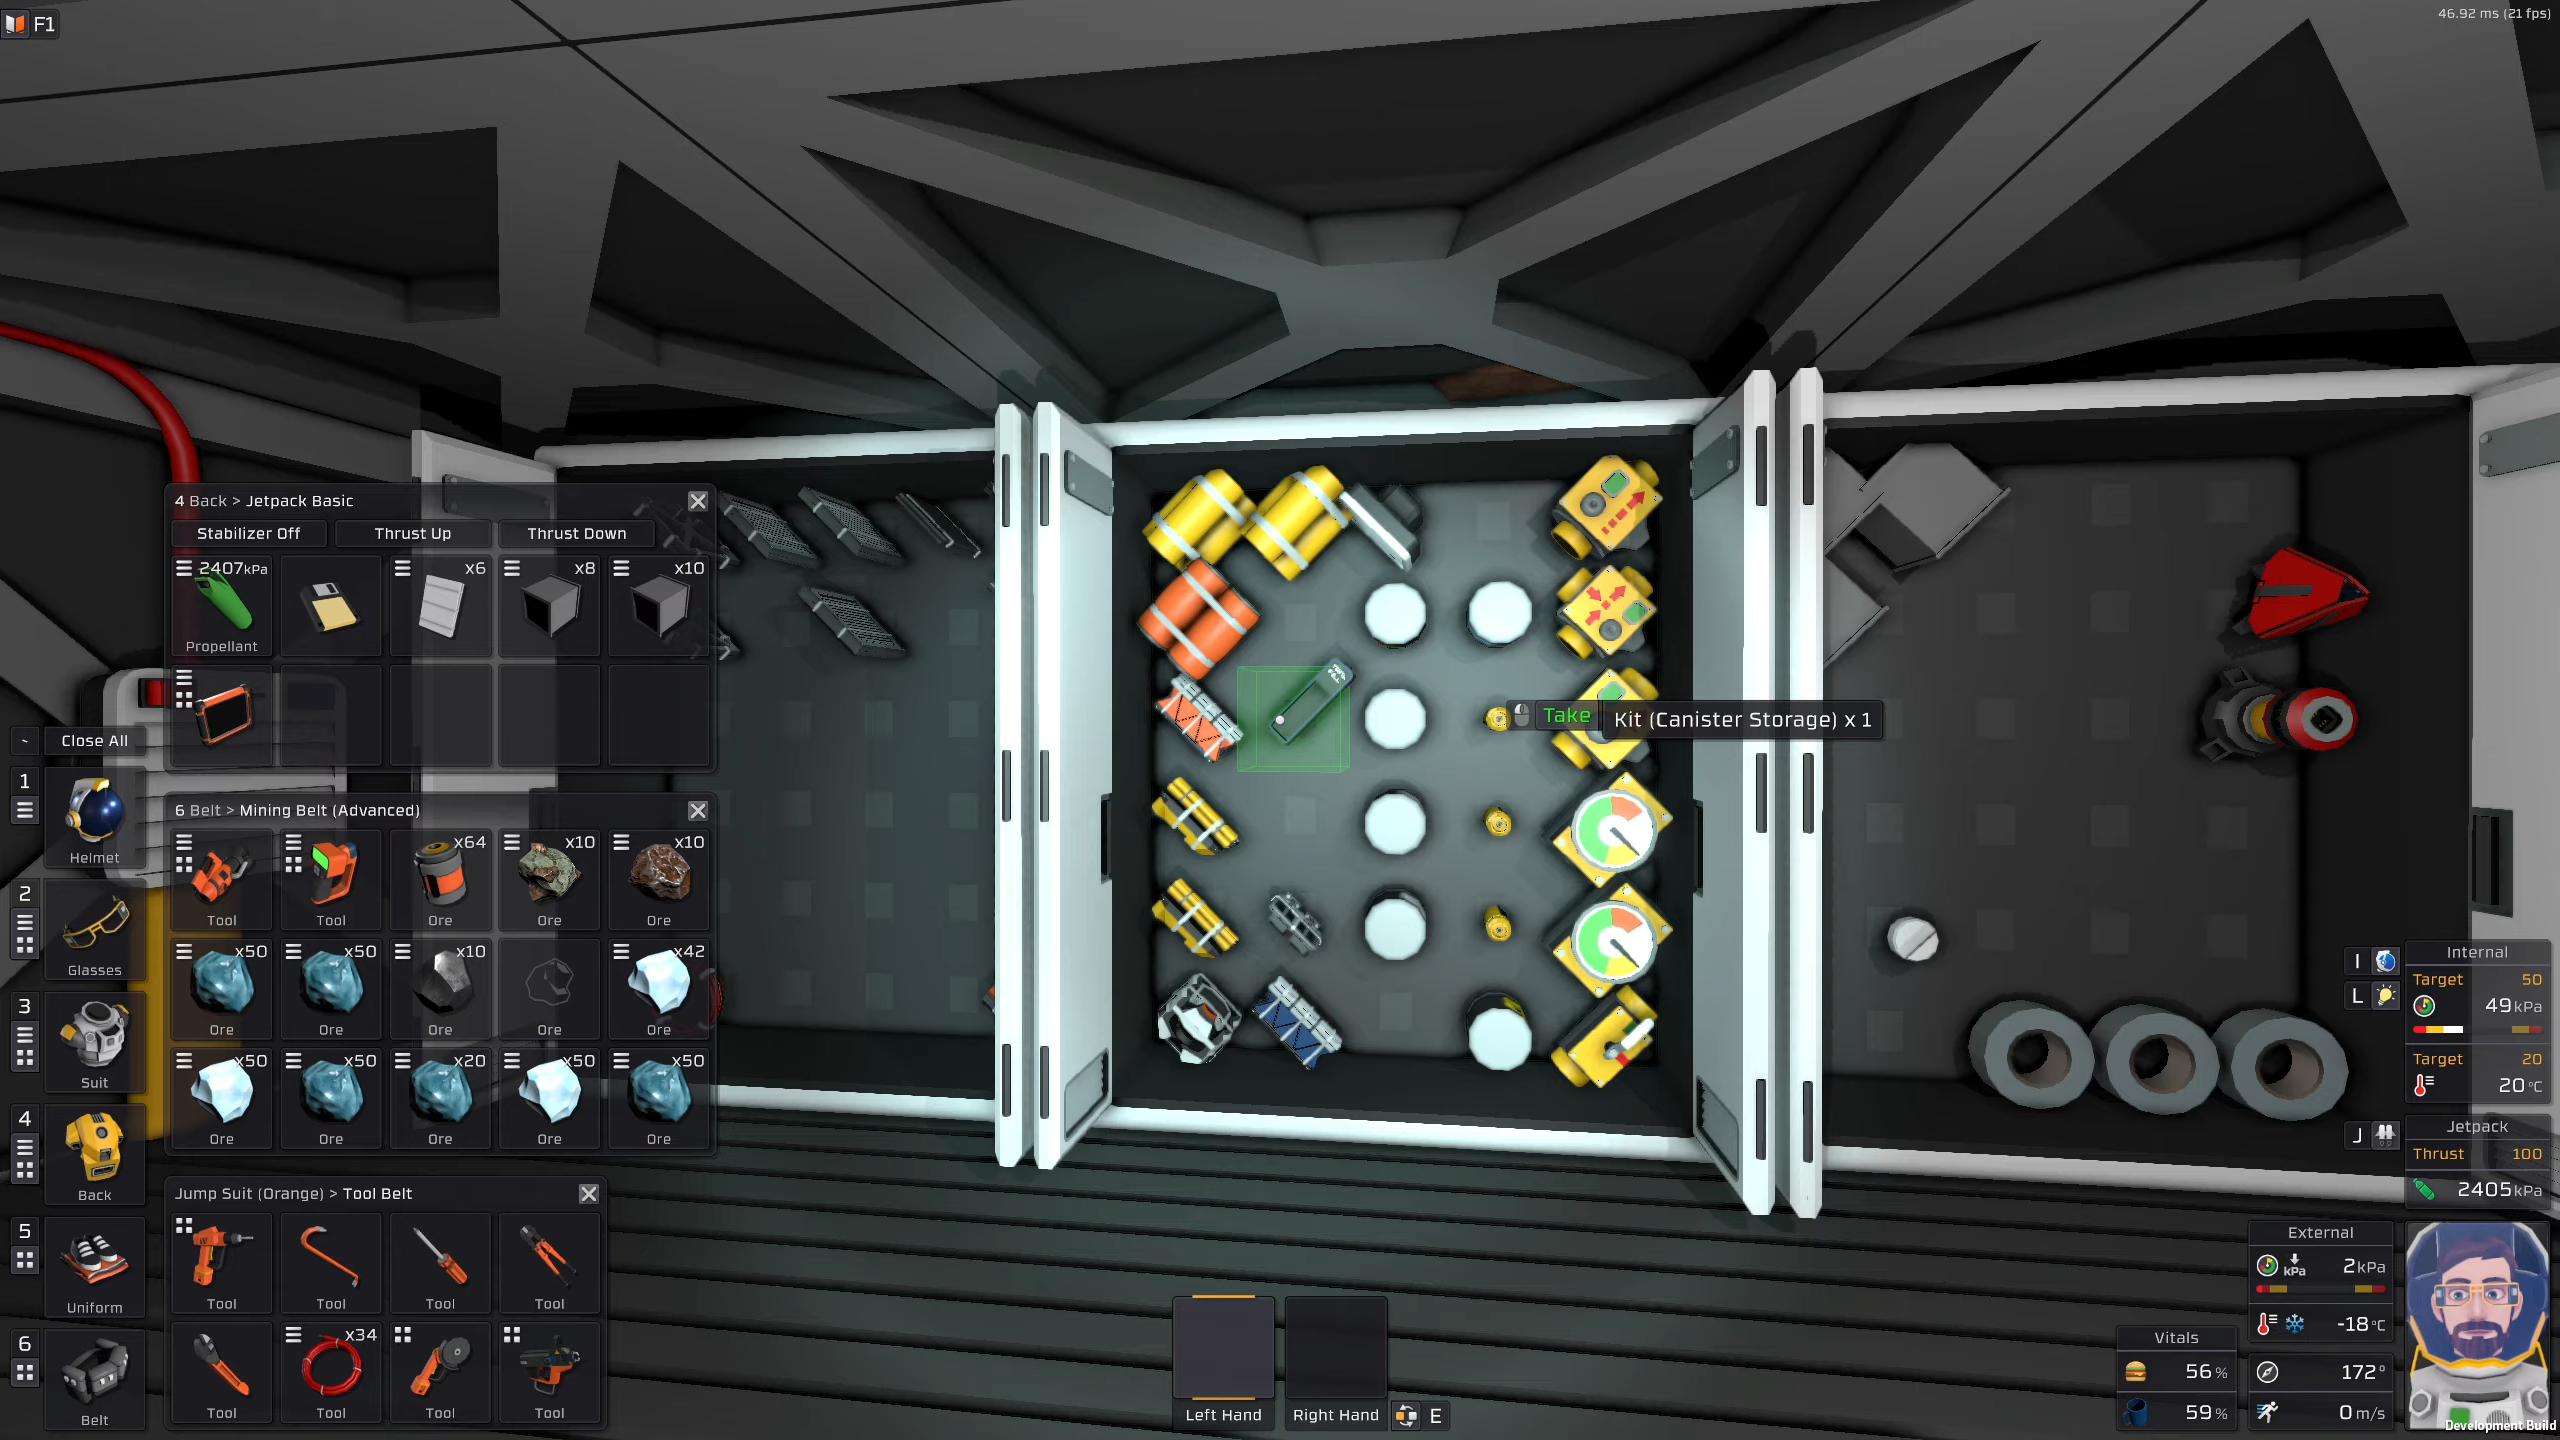 F1
46.92 ms (21 fps)
4 Back > Jetpack Basic
Stabilizer Off
Thrust Up
Thrust Down
2407kPa
x6
x8
x10
Propellant
~
Close All
1
Helmet
2
Glasses
3
Suit
4
Back
5
Uniform
6
Belt
6 Belt > Mining Belt (Advanced)
x64
x10
x10
Tool
Tool
Ore
Ore
Ore
x50
x50
x10
x42
Ore
Ore
Ore
Ore
Ore
x50
x50
x20
x50
x50
Ore
Ore
Ore
Ore
Ore
Jump Suit (Orange) > Tool Belt
Tool
Tool
Tool
Tool
x34
Tool
Tool
Tool
Tool
Take
Kit (Canister Storage) x 1
Left Hand
Right Hand
E
I
L
J
Internal
Target 50
49kPa
Target 20
20°C
Jetpack
Thrust 100
2405kPa
External
kPa
2kPa
-18°C
172°
0m/s
Vitals
56%
59%
Development Build